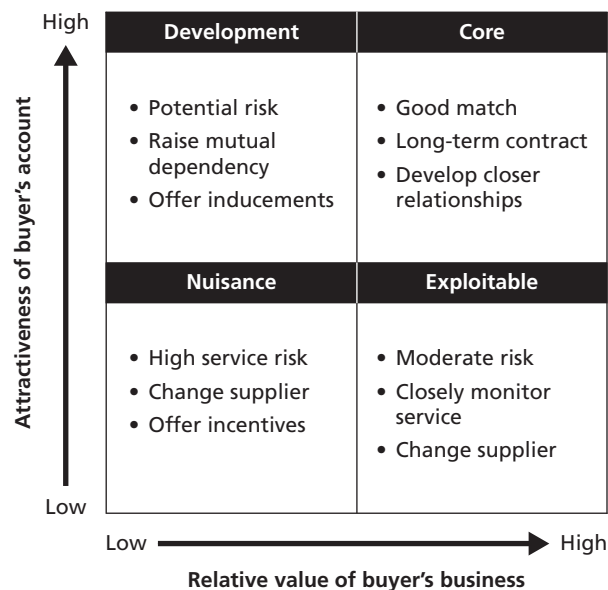 High
Attractiveness of buyer's account
Low
Development
• Potential risk
• Raise mutual
dependency
• Offer inducements
Core
• Good match
• Long-term contract
• Develop closer
relationships
Nuisance
• High service risk
• Change supplier
• Offer incentives
Exploitable
• Moderate risk
• Closely monitor
service
• Change supplier
Low
High
Relative value of buyer's business